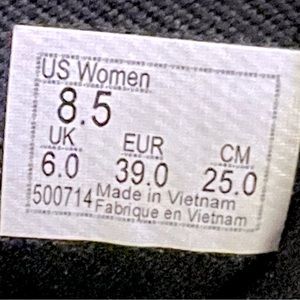 US Women
8.5
UK EUR CM
6.0 39.0 25.0
500714 Made in Vietnam
Fabrique en Vietnam